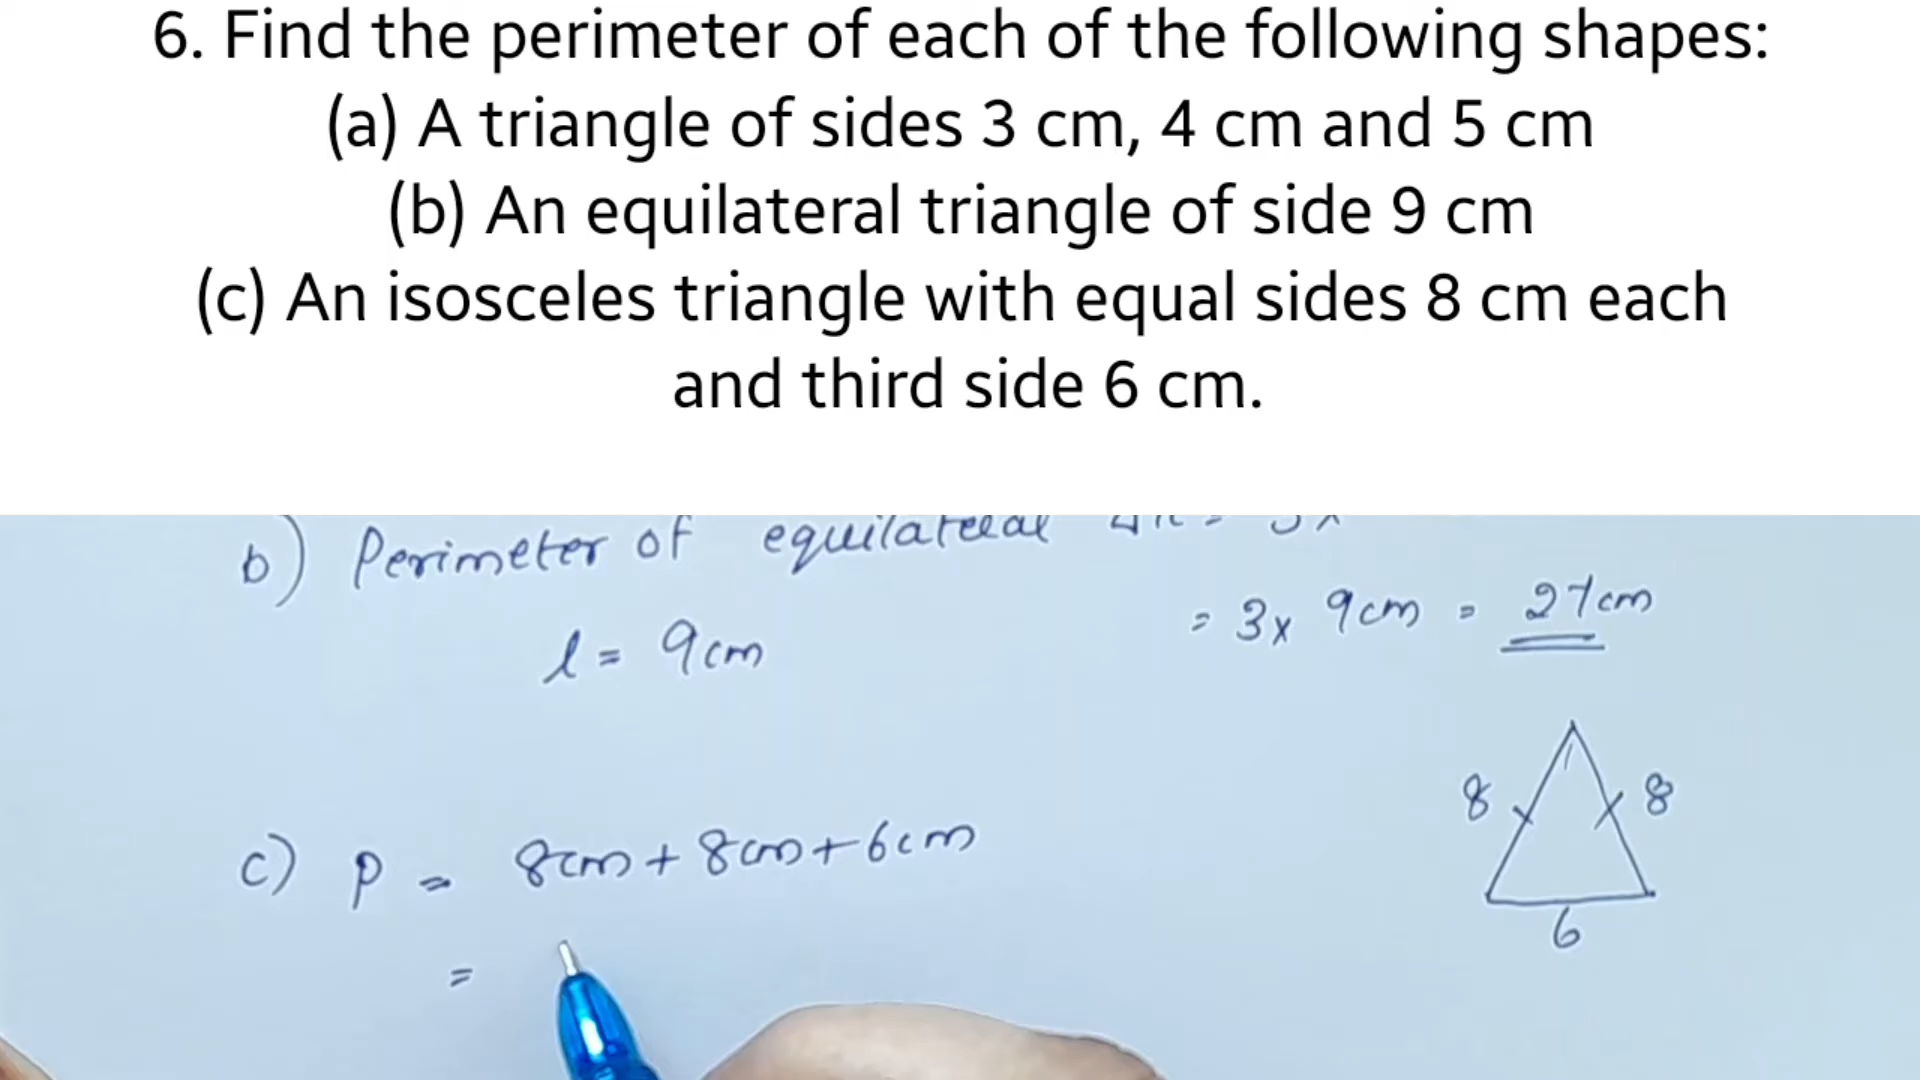 6. Find the perimeter of each of the following shapes:
(a) A triangle of sides 3 cm, 4 cm and 5 cm
(b) An equilateral triangle of side 9 cm
(c) An isosceles triangle with equal sides 8 cm each
and third side 6 cm.
b) Perimeter of equilateral
= 3x 9cm = 27cm
l = 9cm
8 8
c) p = 8cm + 8cm + 6cm
6
=